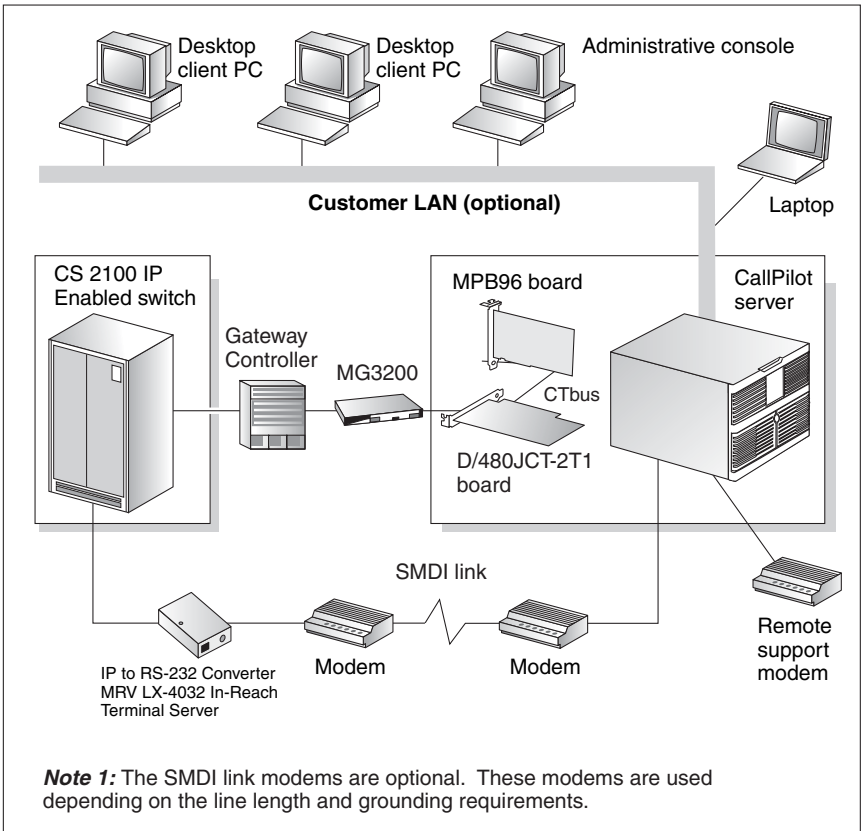 Desktop
client PC
Desktop
client PC
Administrative console
Customer LAN (optional)
Laptop
CS 2100 IP
Enabled switch
Gateway
Controller
MG3200
MPB96 board
CTbus
D/480JCT-2T1
board
CallPilot
server
SMDI link
IP to RS-232 Converter
MRV LX-4032 In-Reach
Terminal Server
Modem
Modem
Remote
support
modem
Note 1: The SMDI link modems are optional. These modems are used
depending on the line length and grounding requirements.